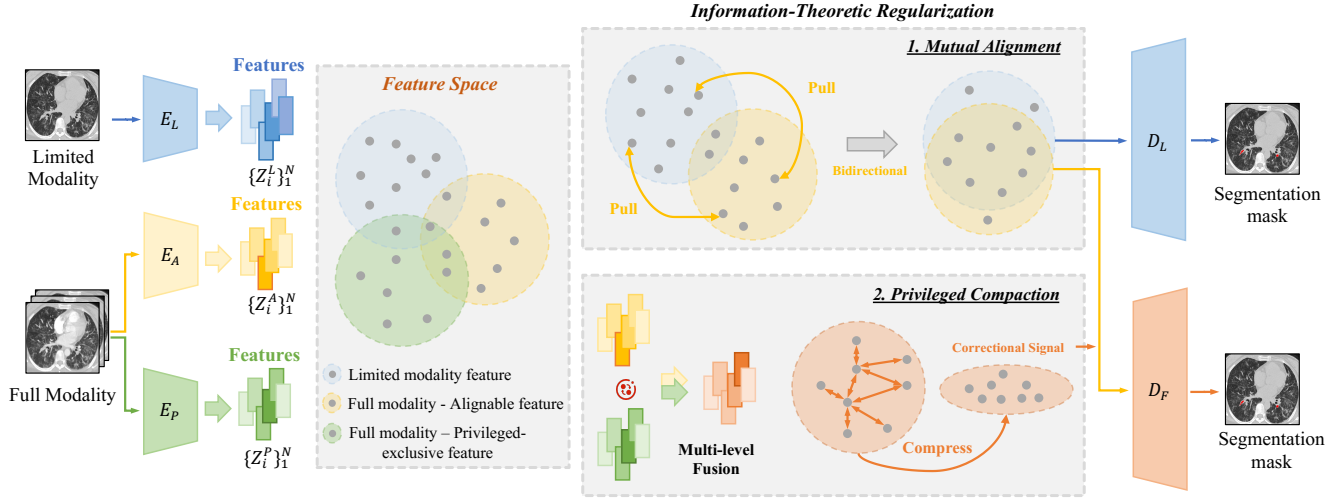 Information-Theoretic Regularization
Limited
Modality
E_L
Features
{Z_i^L}_1^N
Features
E_A
{Z_i^A}_1^N
Full Modality
Features
E_P
{Z_i^P}_1^N
Feature Space
Limited modality feature
Full modality - Alignable feature
Full modality – Privileged-
exclusive feature
1. Mutual Alignment
Pull
Pull
Bidirectional
2. Privileged Compaction
Multi-level
Fusion
Compress
Correctional Signal
D_L
Segmentation
mask
D_F
Segmentation
mask